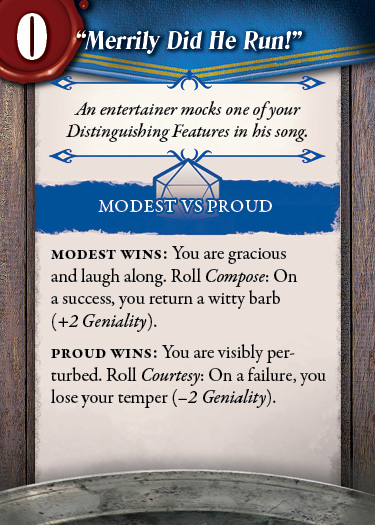 0
“Merrily Did He Run!”
An entertainer mocks one of your
Distinguishing Features in his song.
MODEST VS PROUD
MODEST WINS: You are gracious
and laugh along. Roll Compose: On
a success, you return a witty barb
(+2 Geniality).
PROUD WINS: You are visibly per-
turbed. Roll Courtesy: On a failure, you
lose your temper (−2 Geniality).